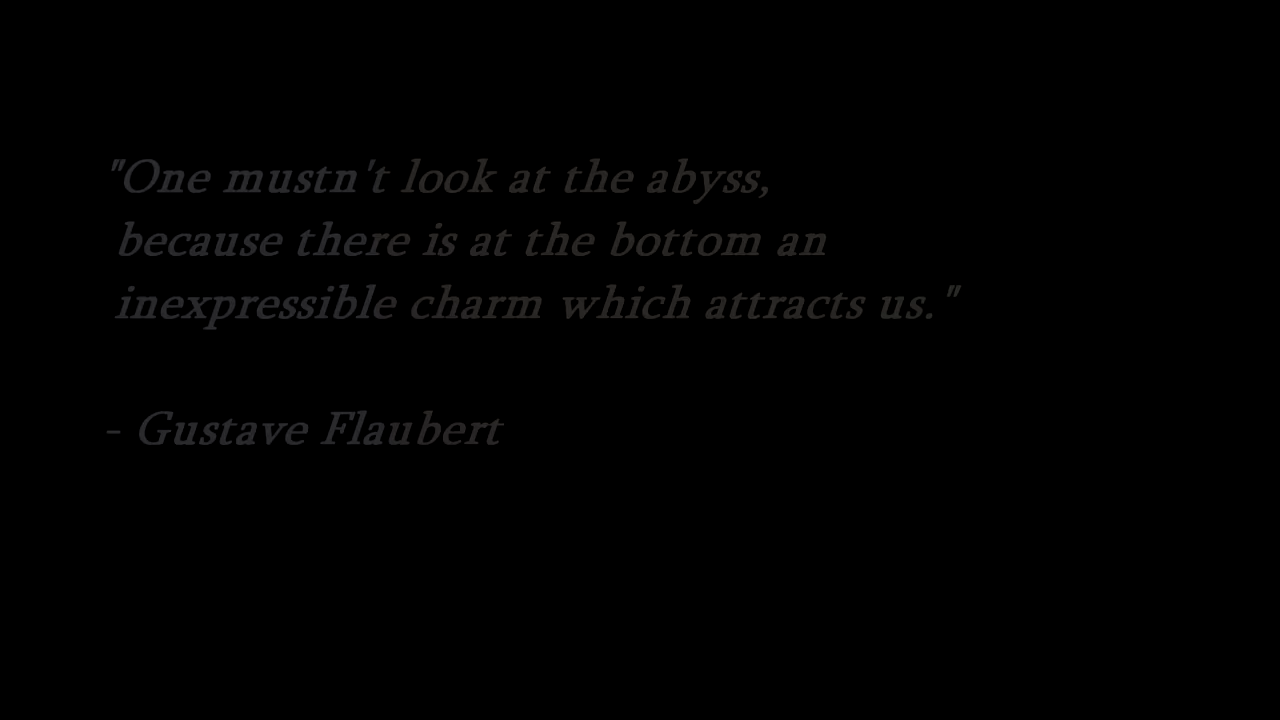 "One mustn't look at the abyss,
because there is at the bottom an
inexpressible charm which attracts us."
- Gustave Flaubert